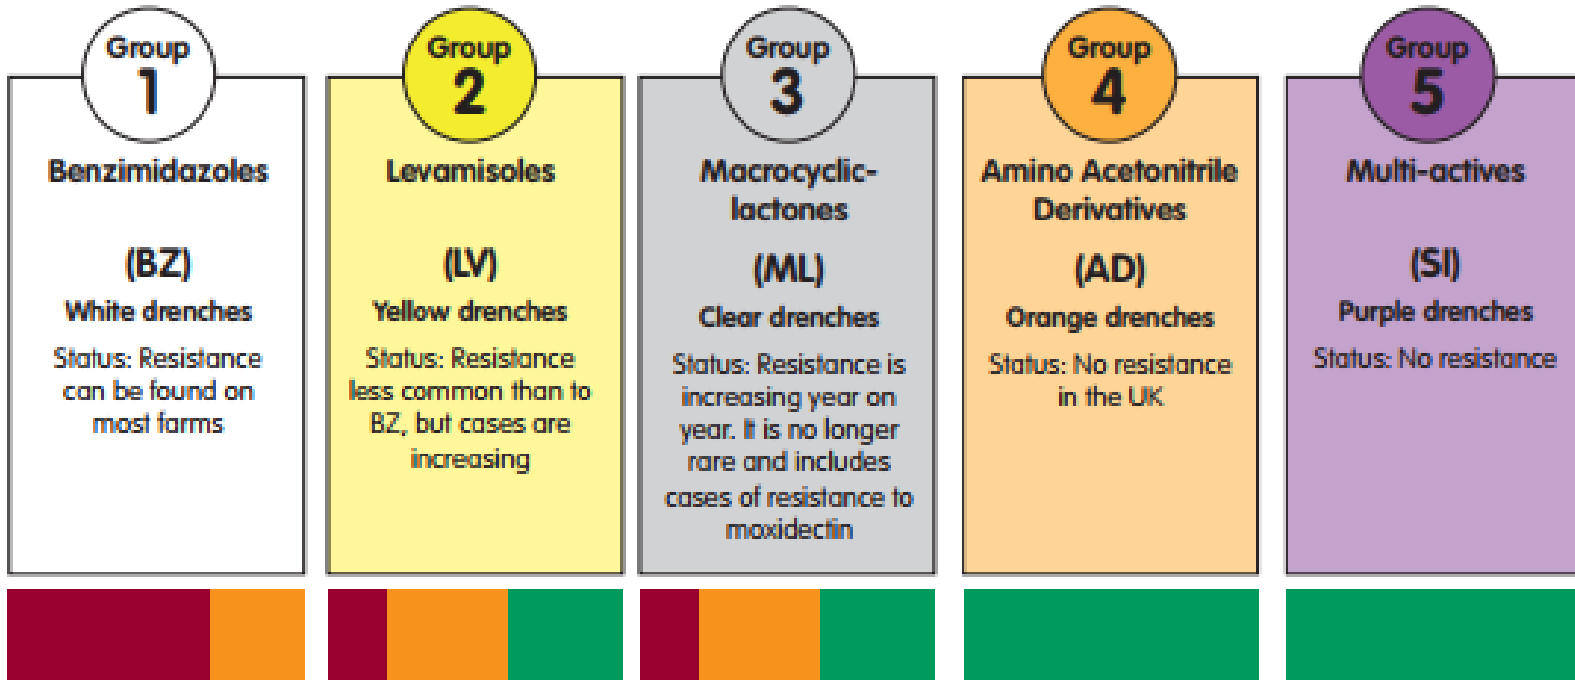 Group
1
Benzimidazoles
(BZ)
White drenches
Status: Resistance
can be found on
most farms
Group
2
Levamisoles
(LV)
Yellow drenches
Status: Resistance
less common than to
BZ, but cases are
increasing
Group
3
Macrocyclic-
lactones
(ML)
Clear drenches
Status: Resistance is
increasing year on
year. It is no longer
rare and includes
cases of resistance to
moxidectin
Group
4
Amino Acetonitrile
Derivatives
(AD)
Orange drenches
Status: No resistance
in the UK
Group
5
Multi-actives
(SI)
Purple drenches
Status: No resistance